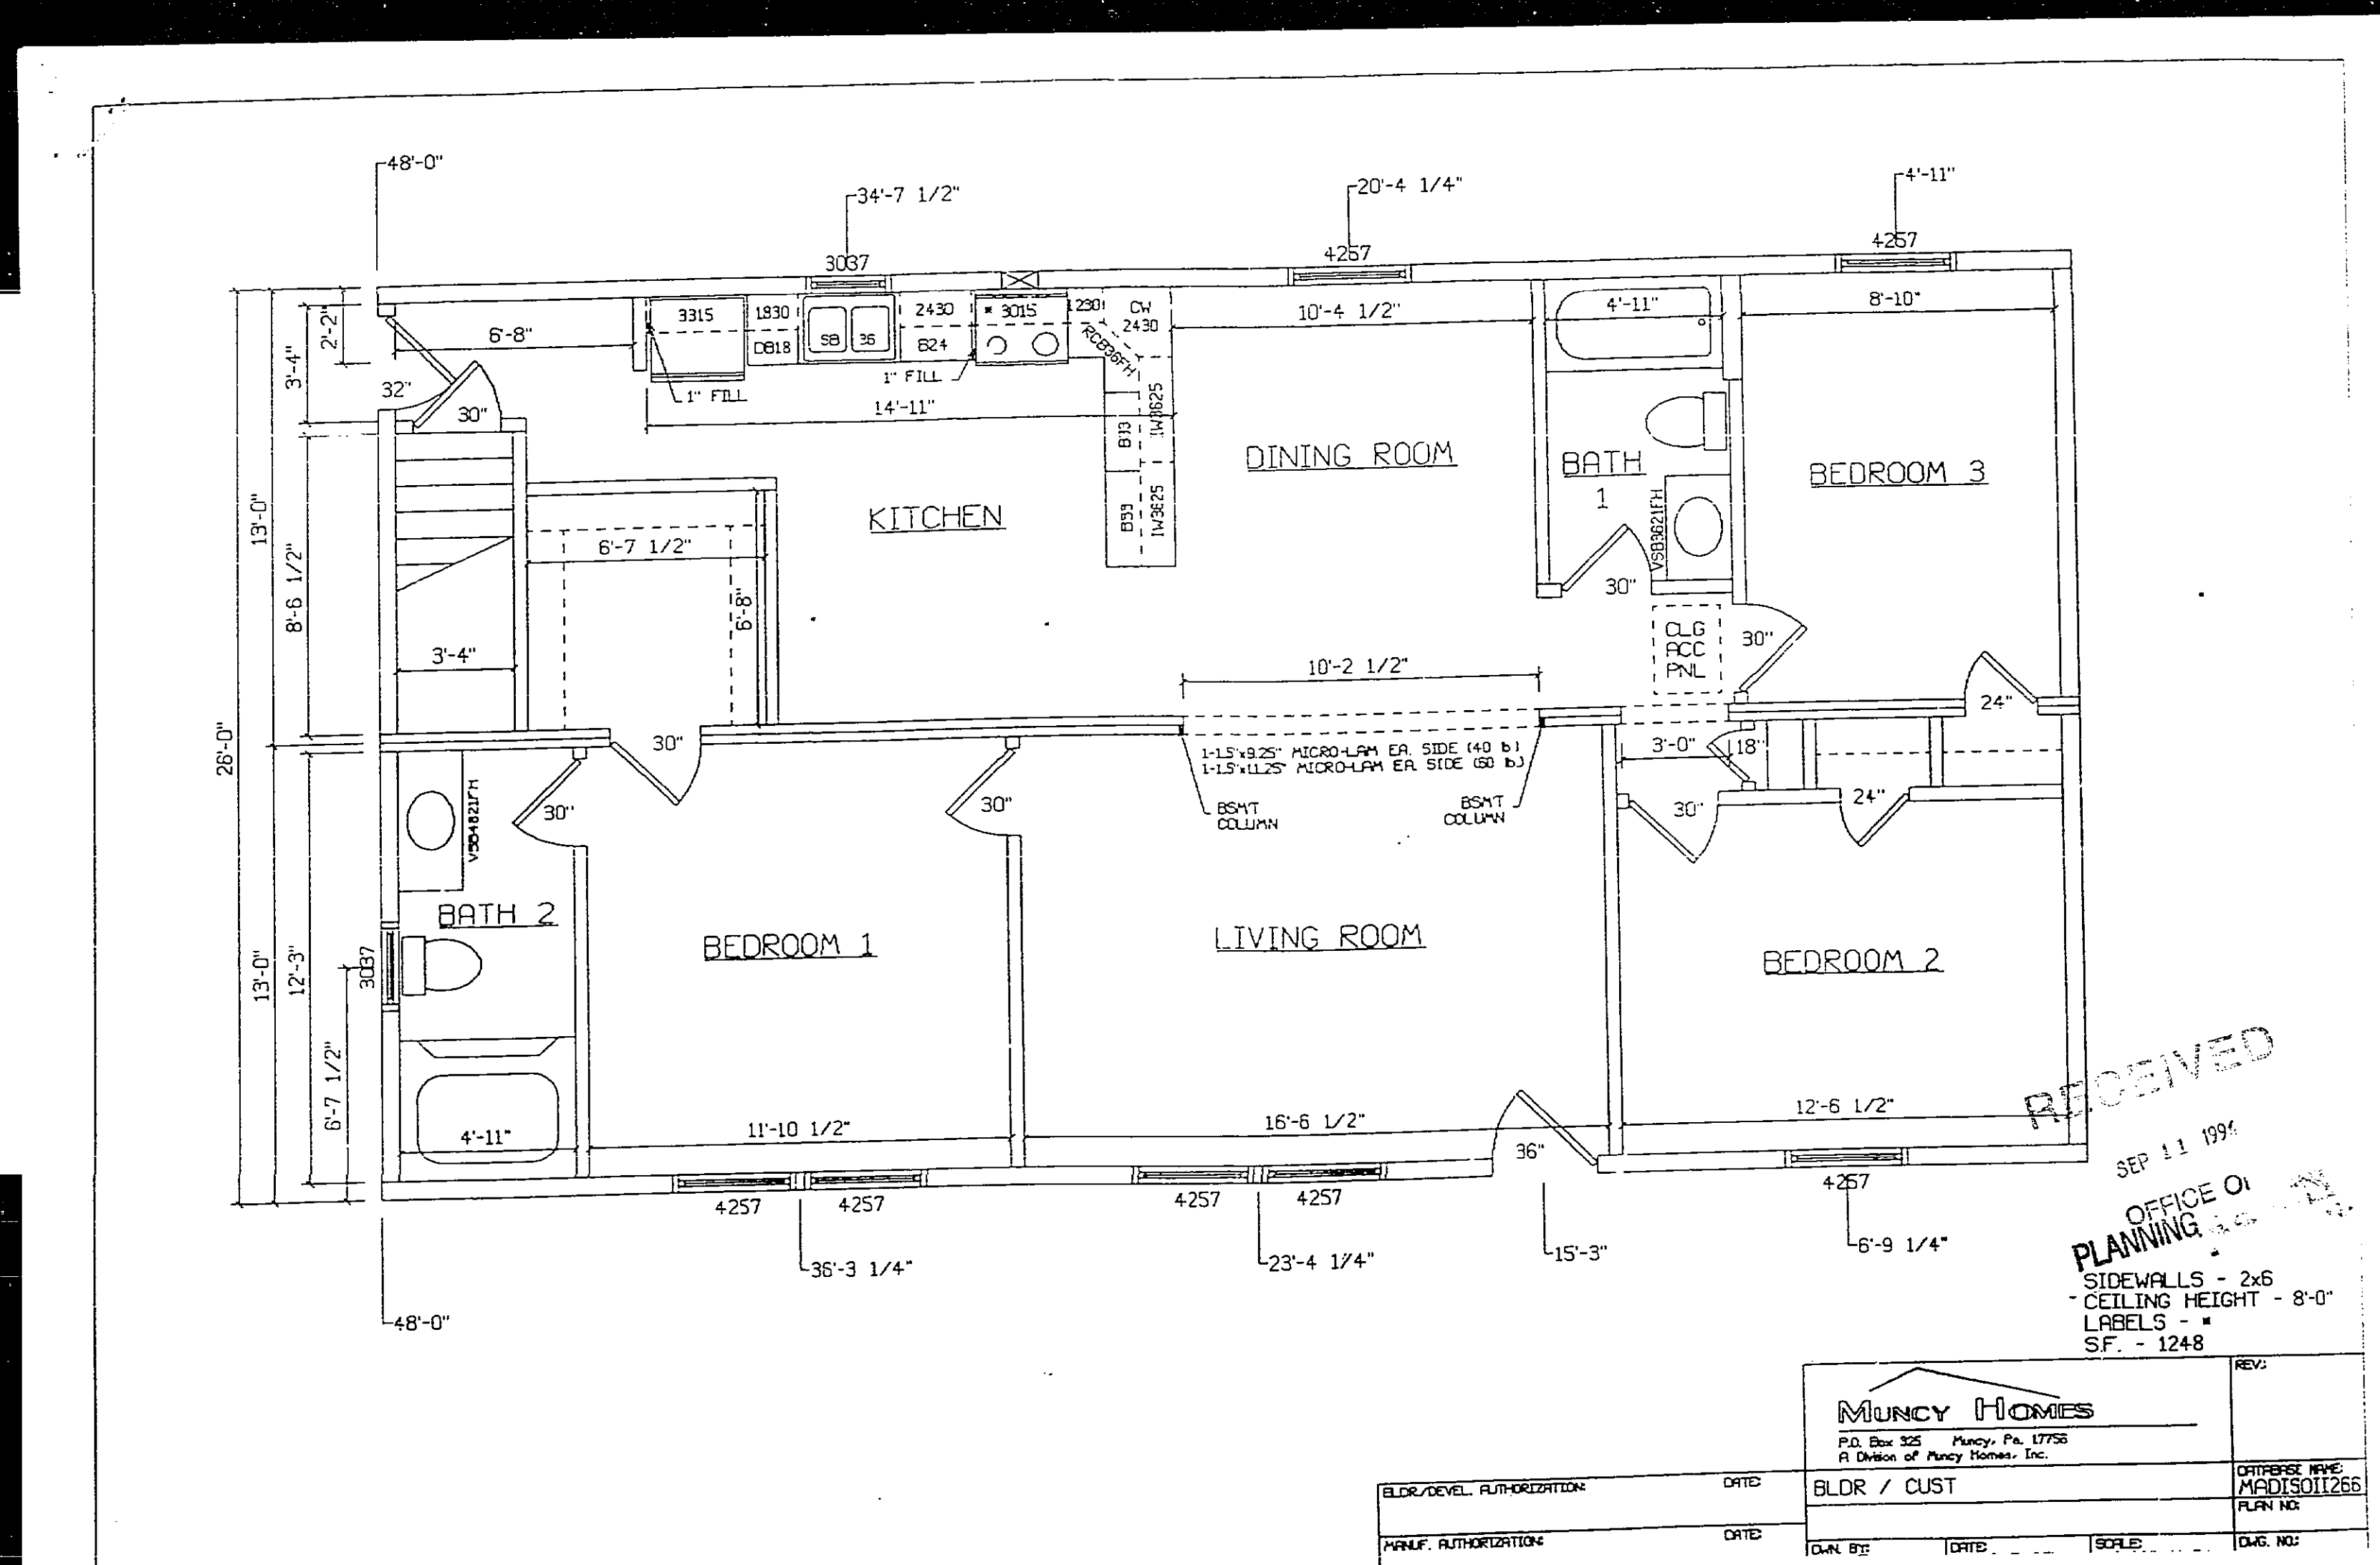 48'-0"
34'-7 1/2"
20'-4 1/4"
4'-11"
3037
4257
4257
2'-2"
3'-4"
6'-8"
32"
30"
3315
1830
DB18
SB 36
2430
B24
* 3015
1230
CW
2430
RCB36FH
1" FILL
1" FILL
14'-11"
10'-4 1/2"
4'-11"
8'-10"
IW3625
IW3625
KITCHEN
DINING ROOM
BATH
1
BEDROOM 3
VSB3621FH
30"
13'-0"
8'-6 1/2"
6'-7 1/2"
6'-8"
3'-4"
10'-2 1/2"
CLG
ACC
PNL
30"
24"
26'-0"
30"
30"
30"
1-1.5"x9.25" MICRO-LAM EA. SIDE (40 lb.)
1-1.5"x11.25" MICRO-LAM EA. SIDE (60 lb.)
BSMT
COLUMN
BSMT
COLUMN
3'-0"
18"
30"
24"
VSB4821FH
BATH 2
BEDROOM 1
LIVING ROOM
BEDROOM 2
13'-0"
12'-3"
3037
6'-7 1/2"
4'-11"
11'-10 1/2"
16'-6 1/2"
12'-6 1/2"
36"
4257
4257
4257
4257
4257
36'-3 1/4"
23'-4 1/4"
15'-3"
6'-9 1/4"
48'-0"
RECEIVED
SEP 11
OFFICE
PLANNING
SIDEWALLS - 2x6
CEILING HEIGHT - 8'-0"
LABELS - *
S.F. - 1248
MUNCY HOMES
P.O. Box 325 Muncy, Pa. 17756
A Division of Muncy Homes, Inc.
REV.:
BLDR/DEVEL. AUTHORIZATION: DATE:
BLDR / CUST
DATABASE NAME:
MADISOII266
PLAN NO:
MANUF. AUTHORIZATION: DATE:
DWN. BY: DATE: SCALE: DWG. NO.: